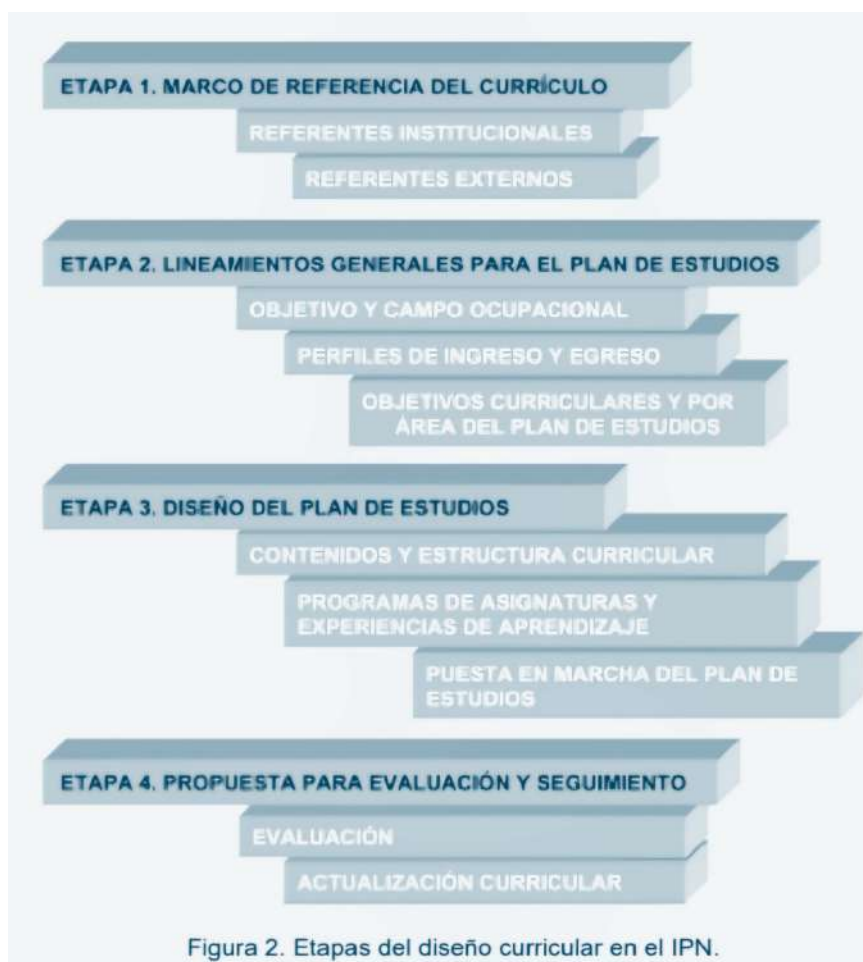 ETAPA 1. MARCO DE REFERENCIA DEL CURRÍCULO
REFERENTES INSTITUCIONALES
REFERENTES EXTERNOS
ETAPA 2. LINEAMIENTOS GENERALES PARA EL PLAN DE ESTUDIOS
OBJETIVO Y CAMPO OCUPACIONAL
PERFILES DE INGRESO Y EGRESO
OBJETIVOS CURRICULARES Y POR
ÁREA DEL PLAN DE ESTUDIOS
ETAPA 3. DISEÑO DEL PLAN DE ESTUDIOS
CONTENIDOS Y ESTRUCTURA CURRICULAR
PROGRAMAS DE ASIGNATURAS Y
EXPERIENCIAS DE APRENDIZAJE
PUESTA EN MARCHA DEL PLAN DE
ESTUDIOS
ETAPA 4. PROPUESTA PARA EVALUACIÓN Y SEGUIMIENTO
EVALUACIÓN
ACTUALIZACIÓN CURRICULAR
Figura 2. Etapas del diseño curricular en el IPN.